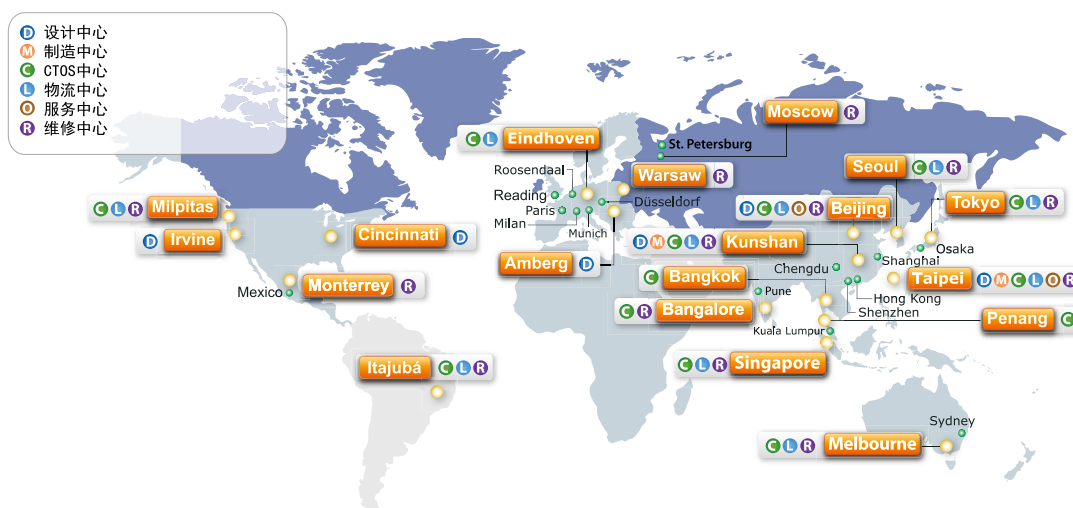 D 设计中心
M 制造中心
C CTOS中心
L 物流中心
O 服务中心
R 维修中心
Moscow R
C L Eindhoven
St. Petersburg
Roosendaal
Warsaw R
Seoul C L R
Reading
Düsseldorf
C L R Milpitas
Paris
D C L O R Beijing
Tokyo C L R
Milan
Munich
D Irvine
Cincinnati D
D M C L R Kunshan
Osaka
Shanghai
Amberg D
Chengdu
C Bangkok
Taipei D M C L O R
Mexico
Monterrey R
Pune
Hong Kong
C R Bangalore
Shenzhen
Penang C
Kuala Lumpur
C L R Singapore
Itajubá C L R
Sydney
C L R Melbourne